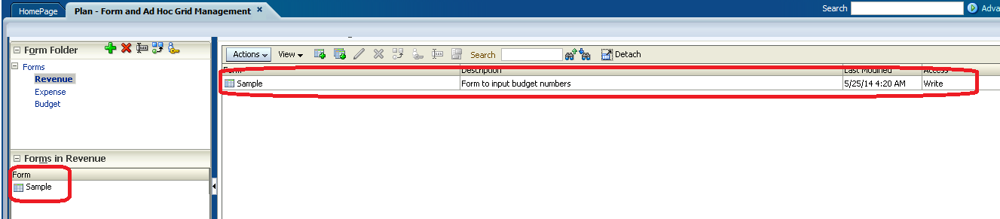 HomePage
Plan - Form and Ad Hoc Grid Management
Search
Adva
Form Folder
Forms
Revenue
Expense
Budget
Forms in Revenue
Form
Sample
Actions
View
Search
Detach
Form Description Last Modified Access
Sample Form to input budget numbers 5/25/14 4:20 AM Write